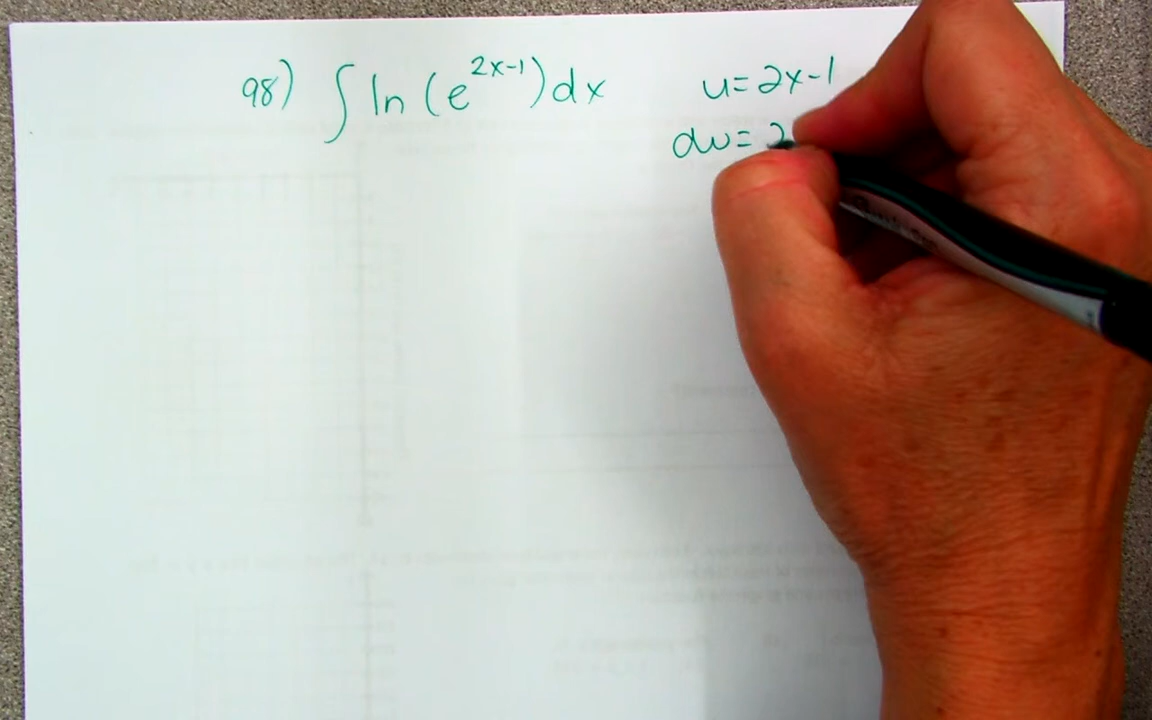 98) ∫ ln (e^{2x-1}) dx u = 2x-1
du = 2